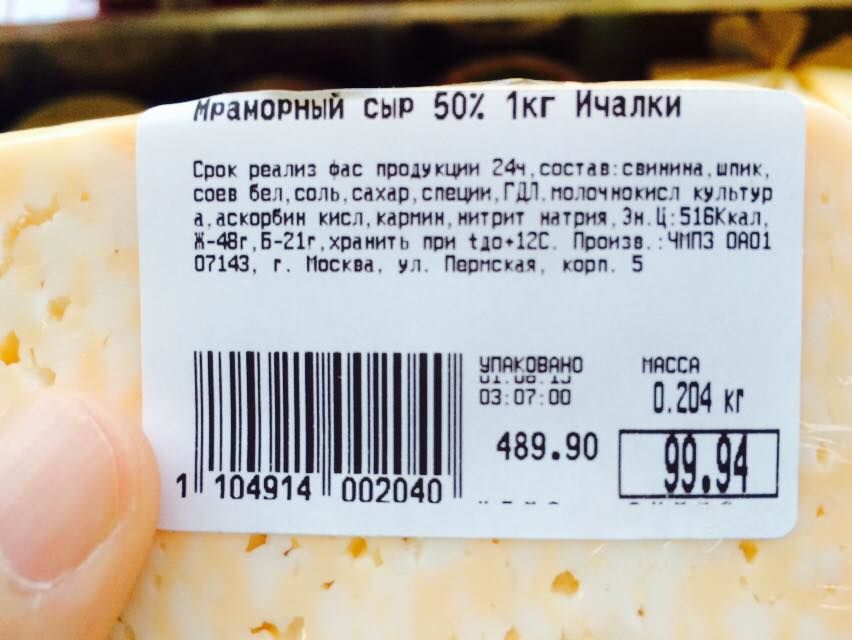 Мраморный сыр 50% 1кг Ичалки
Срок реализ фас продукции 24ч,состав:свинина,шпик,
соев бел,соль,сахар,специи,ГДЛ,молочнокисл культур
а,аскорбин кисл,кармин,нитрит натрия,Эн.Ц:516Ккал,
Ж-48г,Б-21г,хранить при tдо+12С. Произв.:ЧМПЗ ОАО1
07143, г. Москва, ул. Пермская, корп. 5
УПАКОВАНО МАССА
03:07:00 0.204 кг
489.90 99.94
1 104914 002040